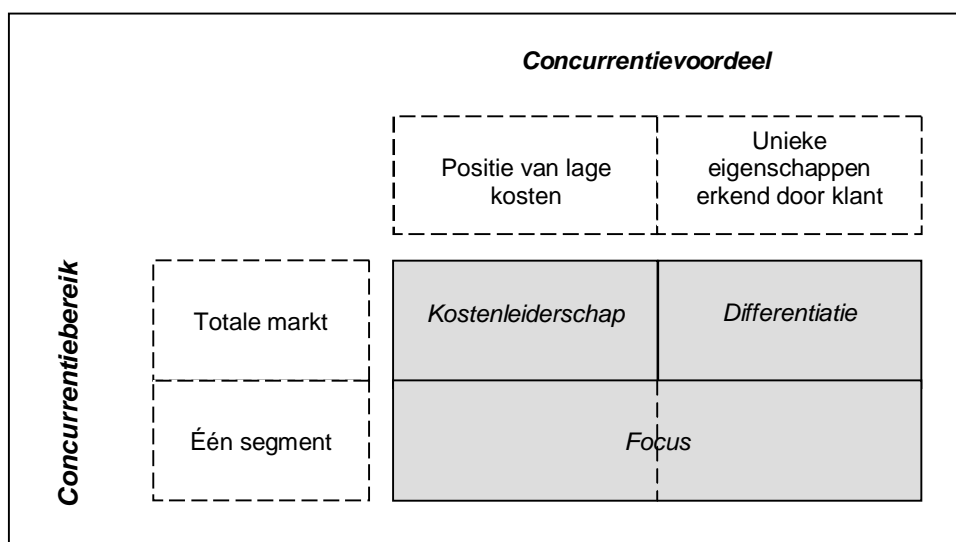 Concurrentievoordeel
Positie van lage
kosten
Unieke
eigenschappen
erkend door klant
Concurrentiebereik
Totale markt
Kostenleiderschap
Differentiatie
Één segment
Focus